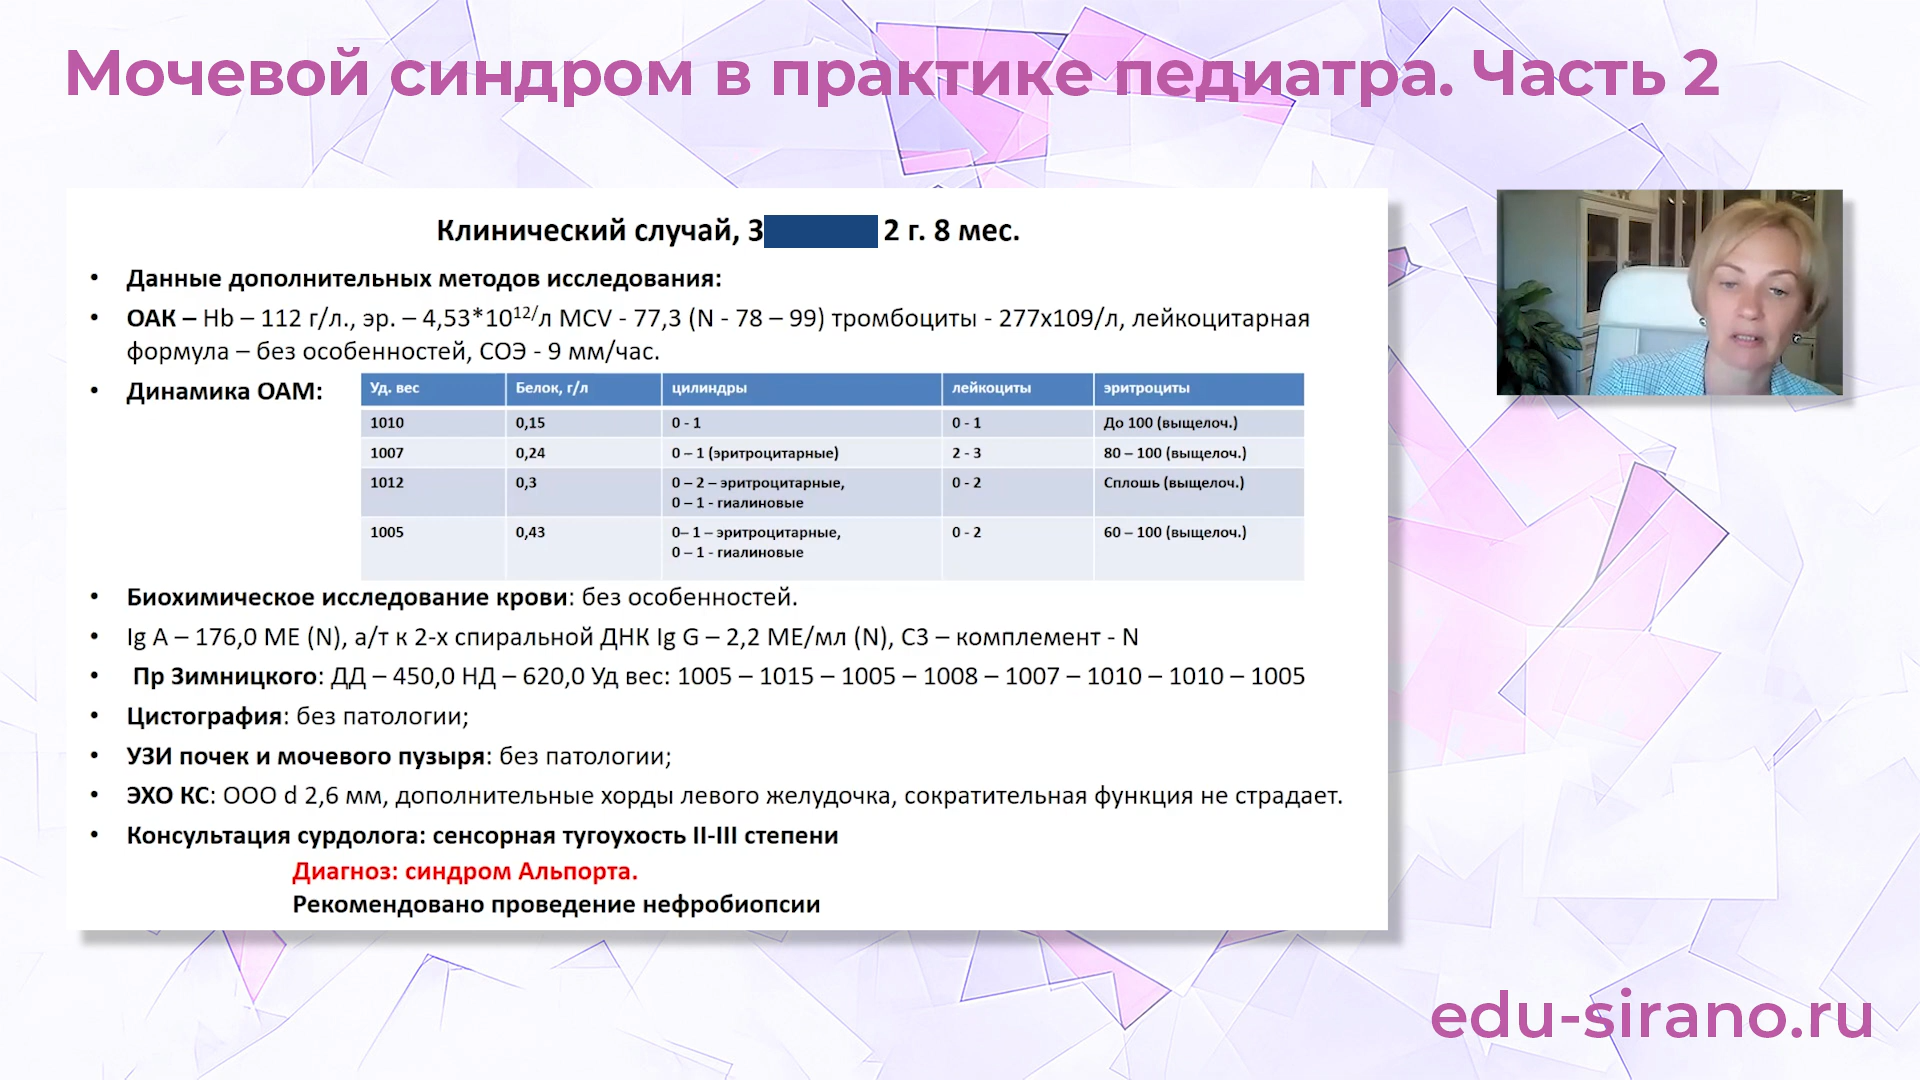 Мочевой синдром в практике педиатра. Часть 2
Клинический случай, З 2 г. 8 мес.
• Данные дополнительных методов исследования:
• ОАК – Hb – 112 г/л., эр. – 4,53*10¹²/л MCV - 77,3 (N - 78 – 99) тромбоциты - 277х109/л, лейкоцитарная
формула – без особенностей, СОЭ - 9 мм/час.
• Динамика ОАМ:
Уд. вес Белок, г/л цилиндры лейкоциты эритроциты
1010 0,15 0 - 1 0 - 1 До 100 (выщелоч.)
1007 0,24 0 – 1 (эритроцитарные) 2 - 3 80 – 100 (выщелоч.)
1012 0,3 0 – 2 – эритроцитарные, 0 - 2 Сплошь (выщелоч.)
0 – 1 - гиалиновые
1005 0,43 0– 1 – эритроцитарные, 0 - 2 60 – 100 (выщелоч.)
0 – 1 - гиалиновые
• Биохимическое исследование крови: без особенностей.
• Ig A – 176,0 МЕ (N), а/т к 2-х спиральной ДНК Ig G – 2,2 МЕ/мл (N), С3 – комплемент - N
• Пр Зимницкого: ДД – 450,0 НД – 620,0 Уд вес: 1005 – 1015 – 1005 – 1008 – 1007 – 1010 – 1010 – 1005
• Цистография: без патологии;
• УЗИ почек и мочевого пузыря: без патологии;
• ЭХО КС: ООО d 2,6 мм, дополнительные хорды левого желудочка, сократительная функция не страдает.
• Консультация сурдолога: сенсорная тугоухость II-III степени
Диагноз: синдром Альпорта.
Рекомендовано проведение нефробиопсии
edu-sirano.ru